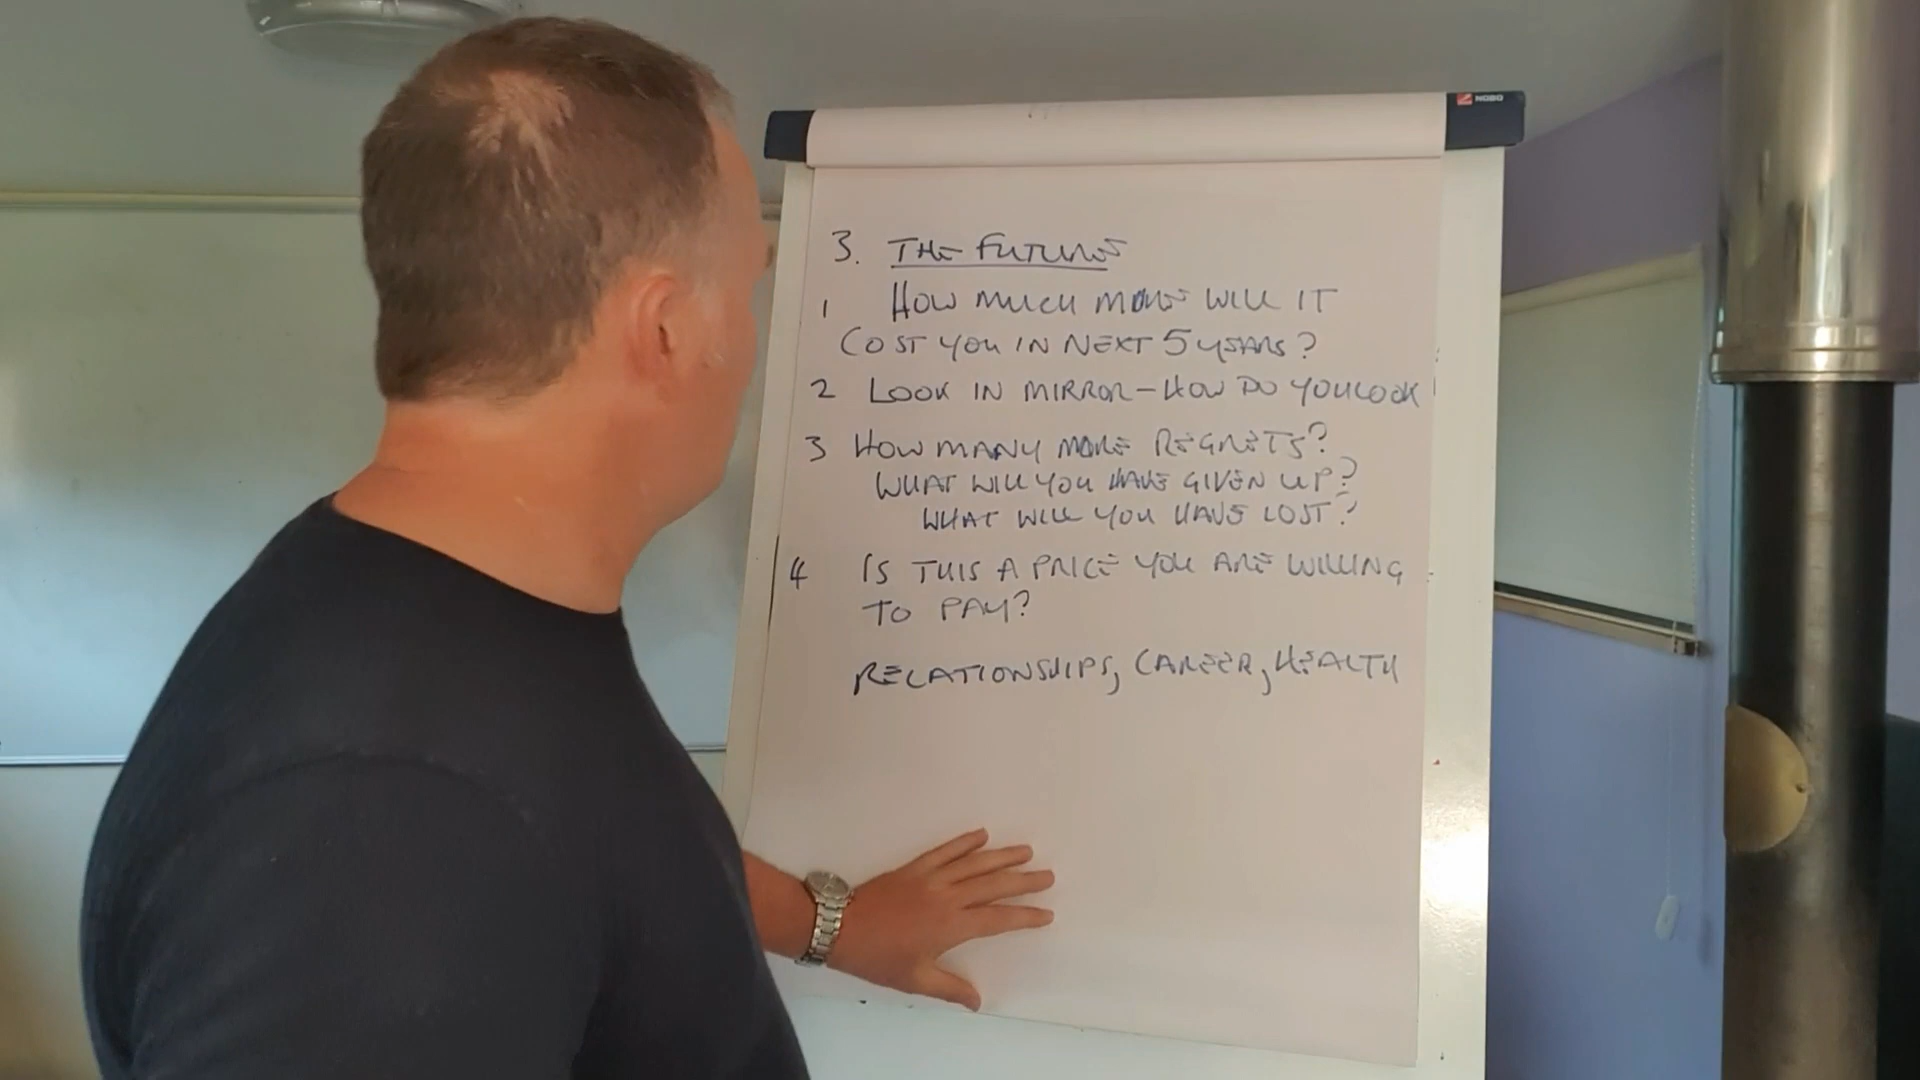 NOBO
3. THE FUTURE
1 HOW MUCH MORE WILL IT
COST YOU IN NEXT 5 YEARS?
2 LOOK IN MIRROR - HOW DO YOU LOOK
3 HOW MANY MORE REGRETS?
WHAT WILL YOU HAVE GIVEN UP?
WHAT WILL YOU HAVE LOST?
4 IS THIS A PRICE YOU ARE WILLING
TO PAY?
RELATIONSHIPS, CAREER, HEALTH